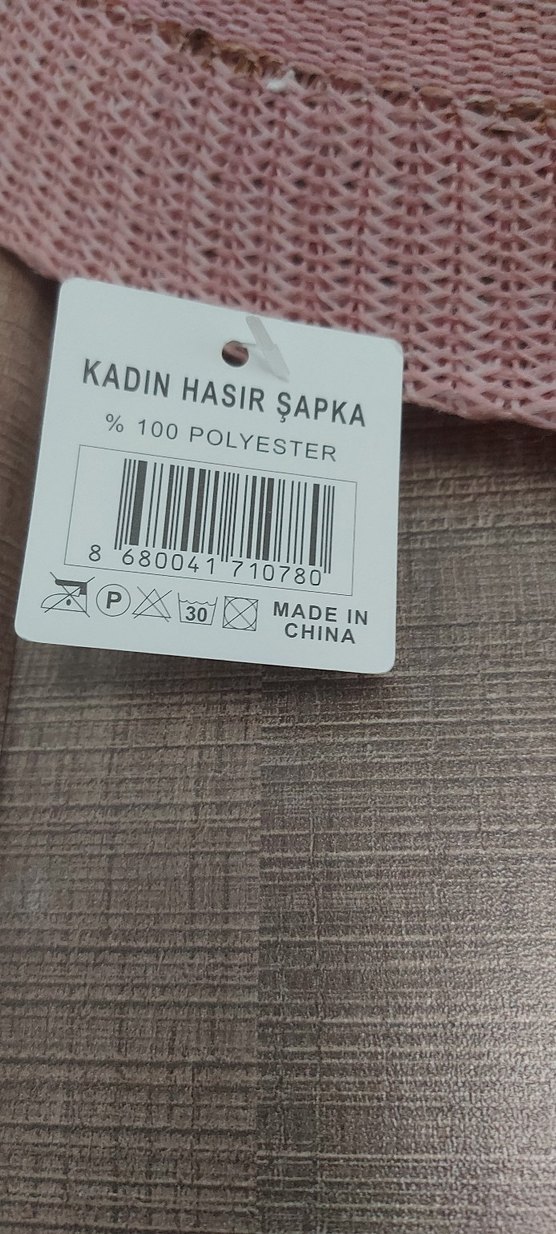 KADIN HASIR ŞAPKA
% 100 POLYESTER
8 680041 710780
P 30
MADE IN
CHINA